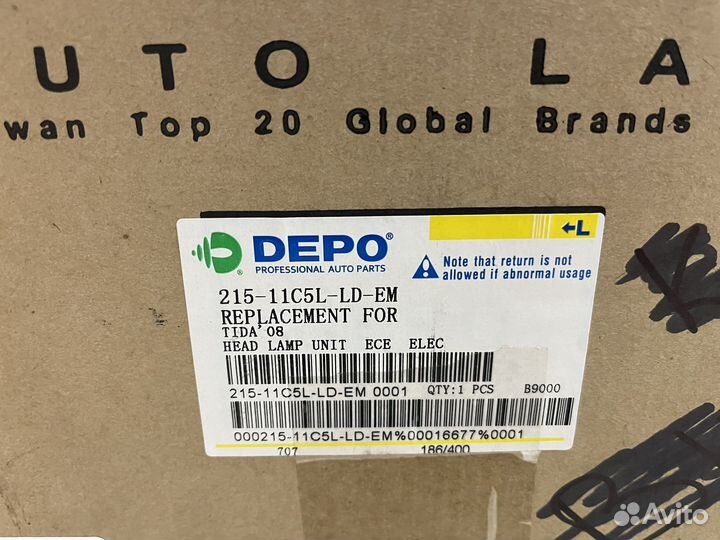 UTO LA
wan Top 20 Global Brands
←L
DEPO®
PROFESSIONAL AUTO PARTS
Note that return is not
allowed if abnormal usage
215-11C5L-LD-EM
REPLACEMENT FOR
TIDA'08
HEAD LAMP UNIT ECE ELEC
215-11C5L-LD-EM 0001 QTY:1 PCS B9000
000215-11C5L-LD-EM%00016677%0001
707 186/400
Avito